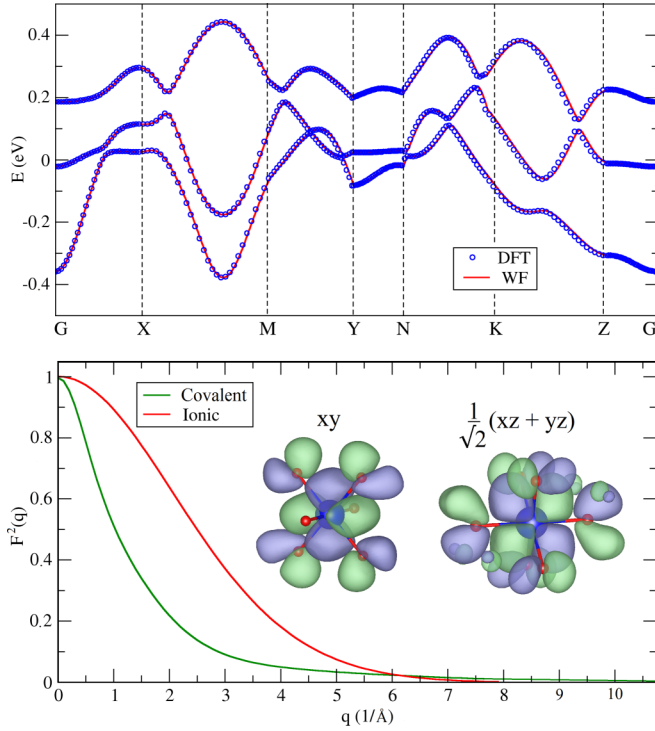 E (eV)
0.4
0.2
0
-0.2
-0.4
DFT
WF
G X M Y N K Z G
F²(q)
1
0.8
0.6
0.4
0.2
0
Covalent
Ionic
xy
1/√2 (xz + yz)
0 1 2 3 4 5 6 7 8 9 10
q (1/Å)